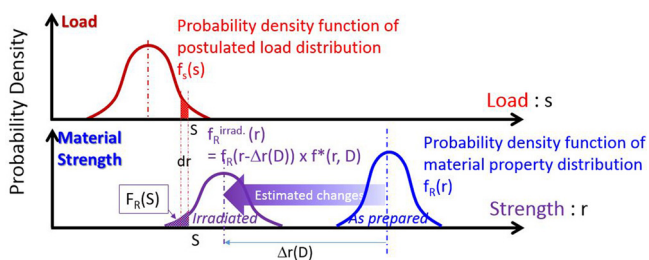 Probability Density
Load
Probability density function of
postulated load distribution
fs(s)
Load : s
S
Material
Strength
dr
fR^irrad.(r)
= fR(r-Δr(D)) x f*(r, D)
Probability density function of
material property distribution
fR(r)
FR(S)
Estimated changes
Irradiated
As prepared
Strength : r
S
Δr(D)